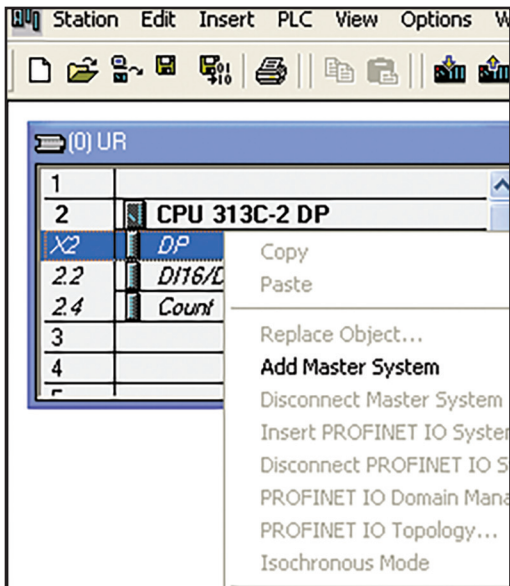 Station Edit Insert PLC View Options
(0) UR
1
2 CPU 313C-2 DP
X2 DP
2.2 DI16/D
2.4 Count
3
4
Copy
Paste
Replace Object...
Add Master System
Disconnect Master System
Insert PROFINET IO System
Disconnect PROFINET IO S
PROFINET IO Domain Mana
PROFINET IO Topology...
Isochronous Mode